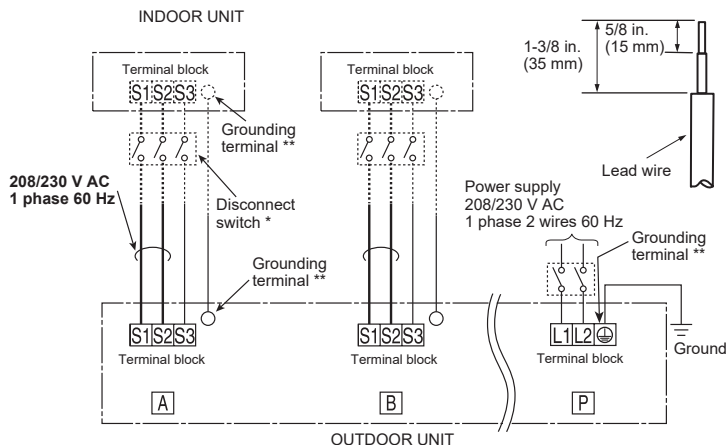 INDOOR UNIT
Terminal block
S1 S2 S3
Grounding
terminal **
208/230 V AC
1 phase 60 Hz
Disconnect
switch *
Grounding
terminal **
S1 S2 S3
Terminal block
A
Terminal block
S1 S2 S3
S1 S2 S3
Terminal block
B
5/8 in.
(15 mm)
1-3/8 in.
(35 mm)
Lead wire
Power supply
208/230 V AC
1 phase 2 wires 60 Hz
Grounding
terminal **
L1 L2
Terminal block
Ground
P
OUTDOOR UNIT